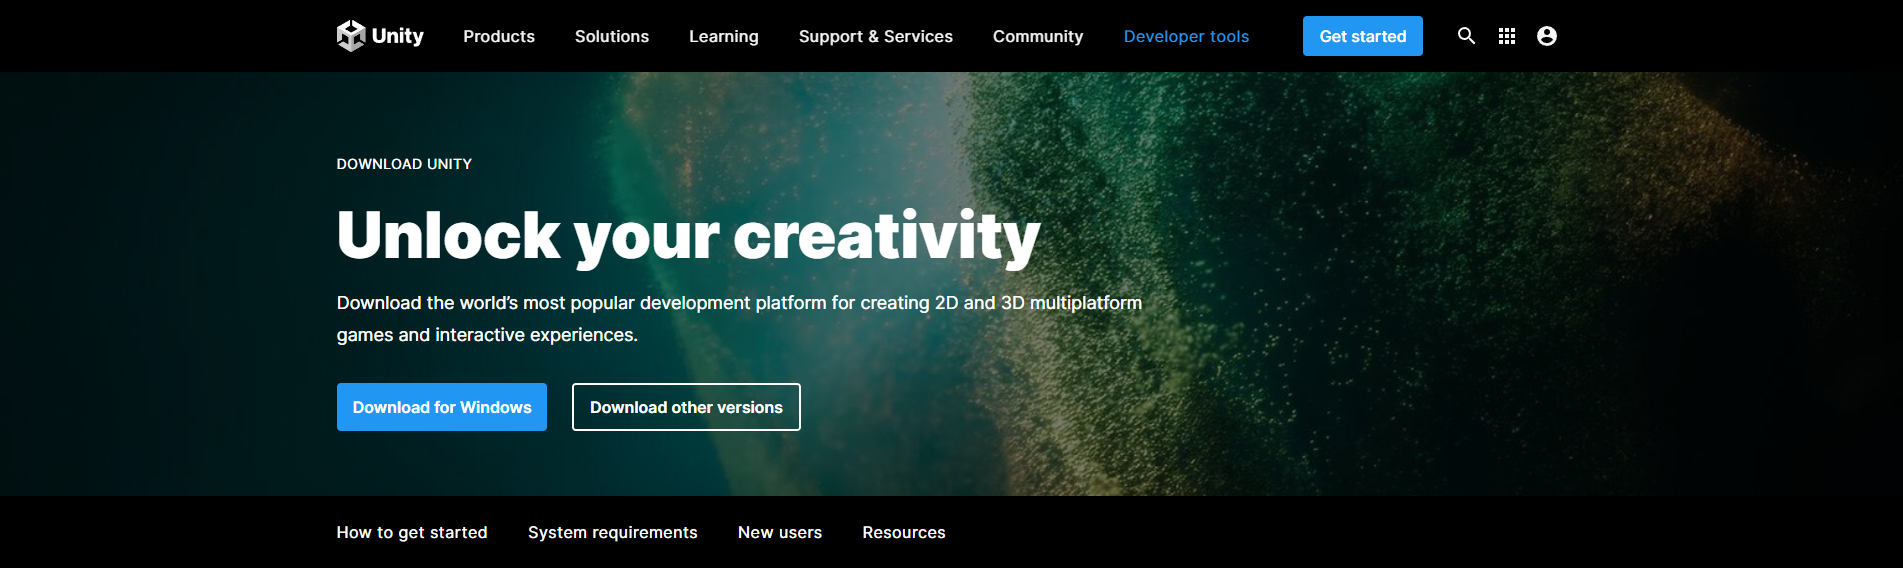 Unity Products Solutions Learning Support & Services Community Developer tools Get started
DOWNLOAD UNITY
Unlock your creativity
Download the world's most popular development platform for creating 2D and 3D multiplatform
games and interactive experiences.
Download for Windows Download other versions
How to get started System requirements New users Resources